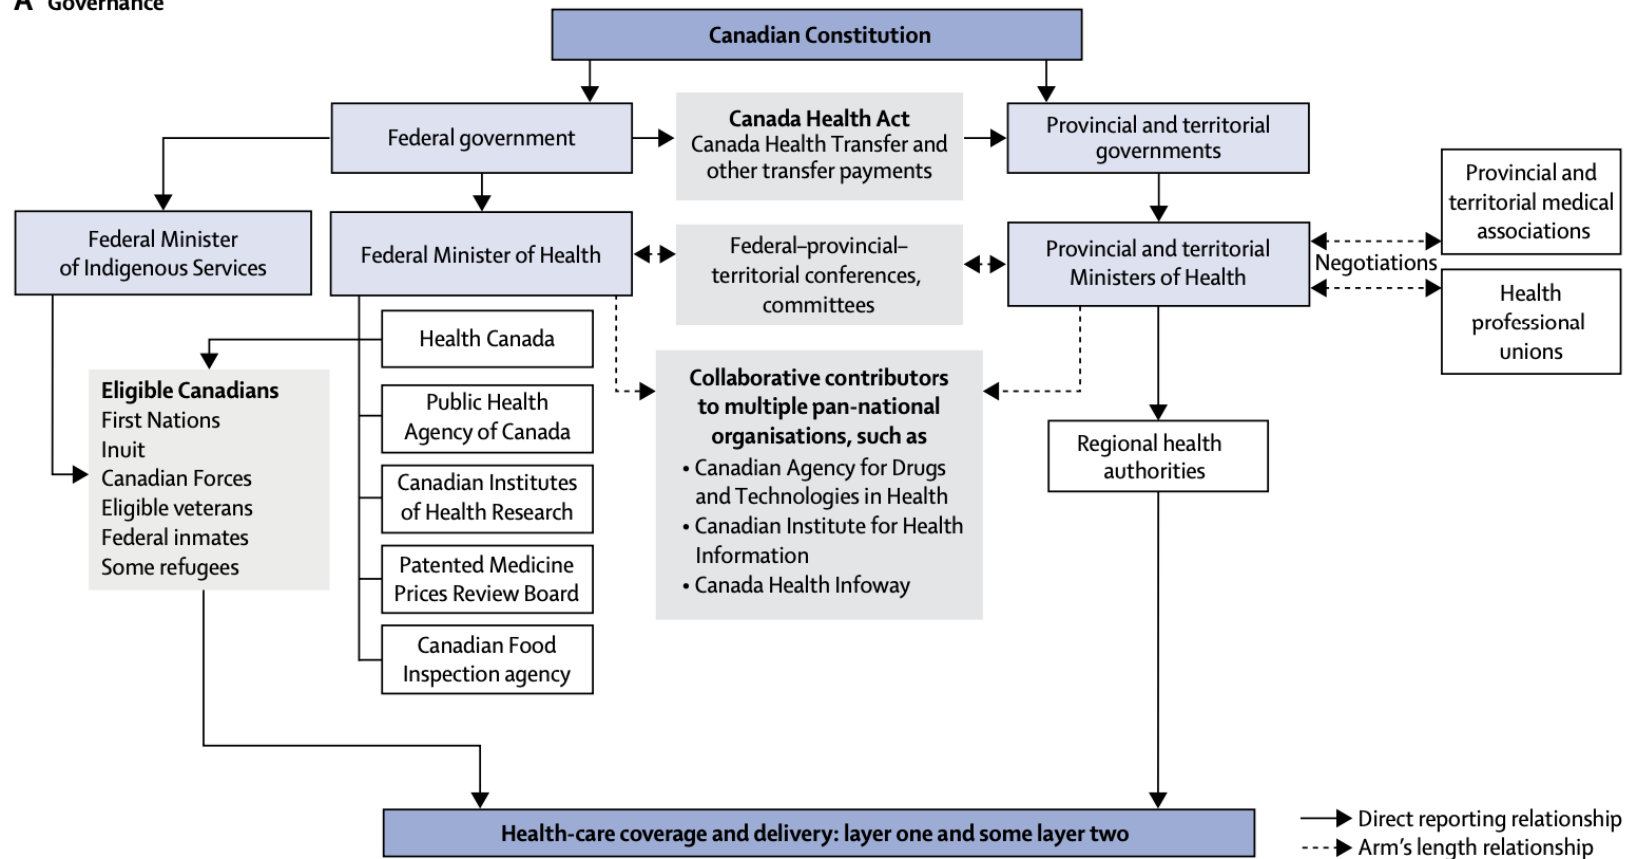 A Governance
Canadian Constitution
Federal government
Canada Health Act
Canada Health Transfer and
other transfer payments
Provincial and territorial
governments
Provincial and
territorial medical
associations
Federal Minister
of Indigenous Services
Federal Minister of Health
Federal–provincial–
territorial conferences,
committees
Provincial and territorial
Ministers of Health
Negotiations
Health
professional
unions
Health Canada
Eligible Canadians
First Nations
Inuit
Canadian Forces
Eligible veterans
Federal inmates
Some refugees
Public Health
Agency of Canada
Canadian Institutes
of Health Research
Patented Medicine
Prices Review Board
Canadian Food
Inspection agency
Collaborative contributors
to multiple pan-national
organisations, such as
• Canadian Agency for Drugs
and Technologies in Health
• Canadian Institute for Health
Information
• Canada Health Infoway
Regional health
authorities
Health-care coverage and delivery: layer one and some layer two
Direct reporting relationship
Arm's length relationship